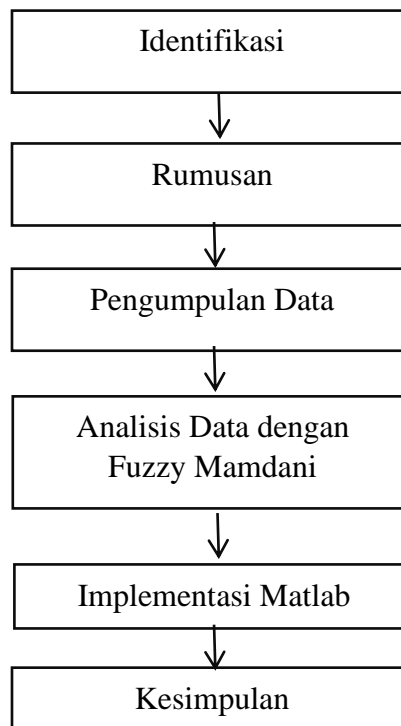 Identifikasi
Rumusan
Pengumpulan Data
Analisis Data dengan
Fuzzy Mamdani
Implementasi Matlab
Kesimpulan